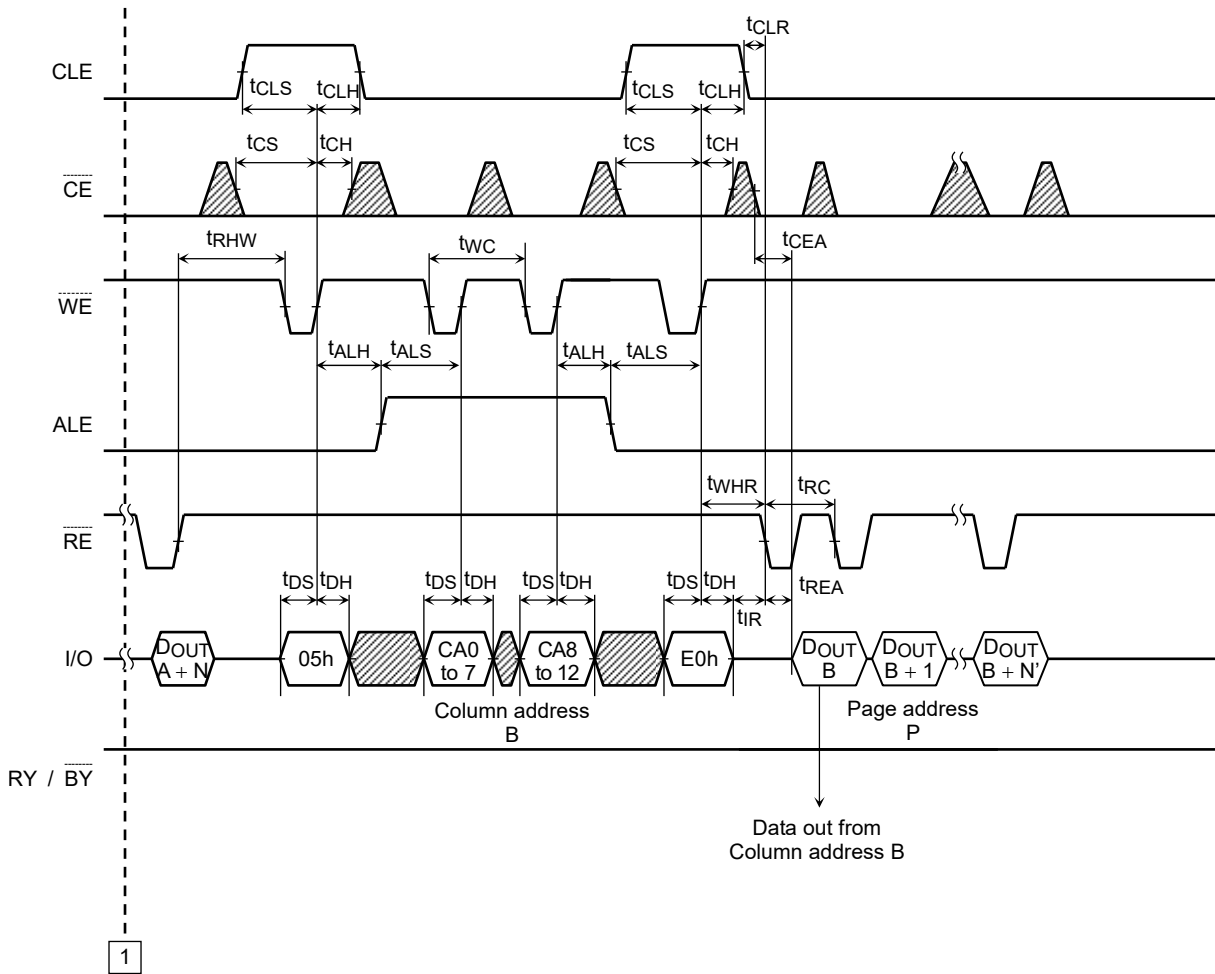 tCLR
CLE
tCLS tCLH tCLS tCLH
tCS tCH tCS tCH
CE
tRHW tWC tCEA
WE
tALH tALS tALH tALS
ALE
tWHR tRC
RE
tDS tDH tDS tDH tDS tDH tDS tDH tREA
tIR
I/O
DOUT
A + N
05h
CA0
to 7
CA8
to 12
E0h
DOUT
B
DOUT
B + 1
DOUT
B + N’
Column address
B
Page address
P
RY / BY
Data out from
Column address B
1